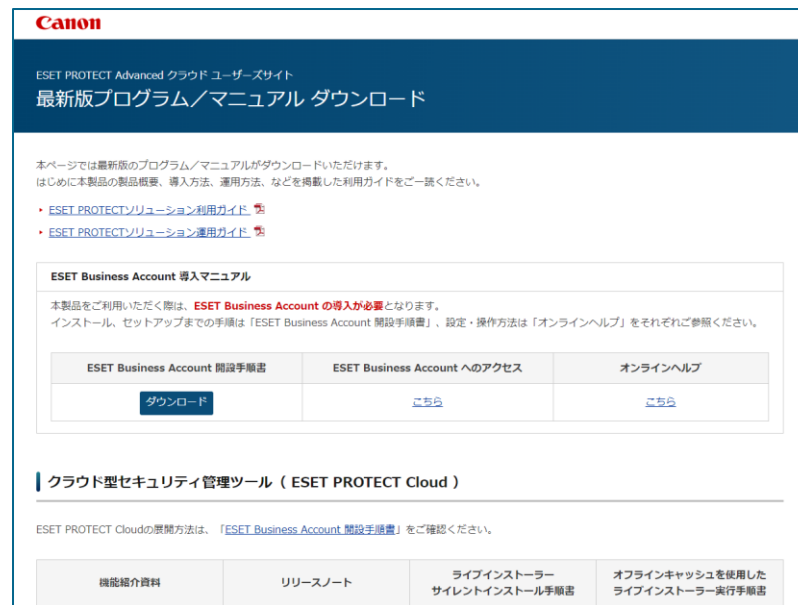 Canon
ESET PROTECT Advanced クラウド ユーザーズサイト
最新版プログラム／マニュアル ダウンロード
本ページでは最新版のプログラム／マニュアルがダウンロードいただけます。
はじめに本製品の製品概要、導入方法、運用方法、などを掲載した利用ガイドをご一読ください。
ESET PROTECTソリューション利用ガイド
ESET PROTECTソリューション運用ガイド
ESET Business Account 導入マニュアル
本製品をご利用いただく際は、ESET Business Account の導入が必要となります。
インストール、セットアップまでの手順は「ESET Business Account 開設手順書」、設定・操作方法は「オンラインヘルプ」をそれぞれご参照ください。
ESET Business Account 開設手順書 ESET Business Account へのアクセス オンラインヘルプ
ダウンロード こちら こちら
クラウド型セキュリティ管理ツール（ ESET PROTECT Cloud ）
ESET PROTECT Cloudの展開方法は、「ESET Business Account 開設手順書」をご確認ください。
機能紹介資料
リリースノート
ライブインストーラー
サイレントインストール手順書
オフラインキャッシュを使用した
ライブインストーラー実行手順書